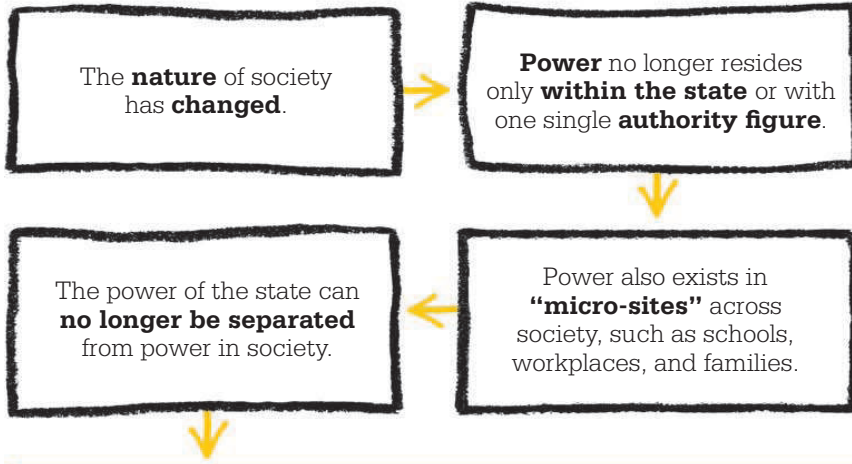 The nature of society
has changed.
Power no longer resides
only within the state or with
one single authority figure.
Power also exists in
“micro-sites” across
society, such as schools,
workplaces, and families.
The power of the state can
no longer be separated
from power in society.